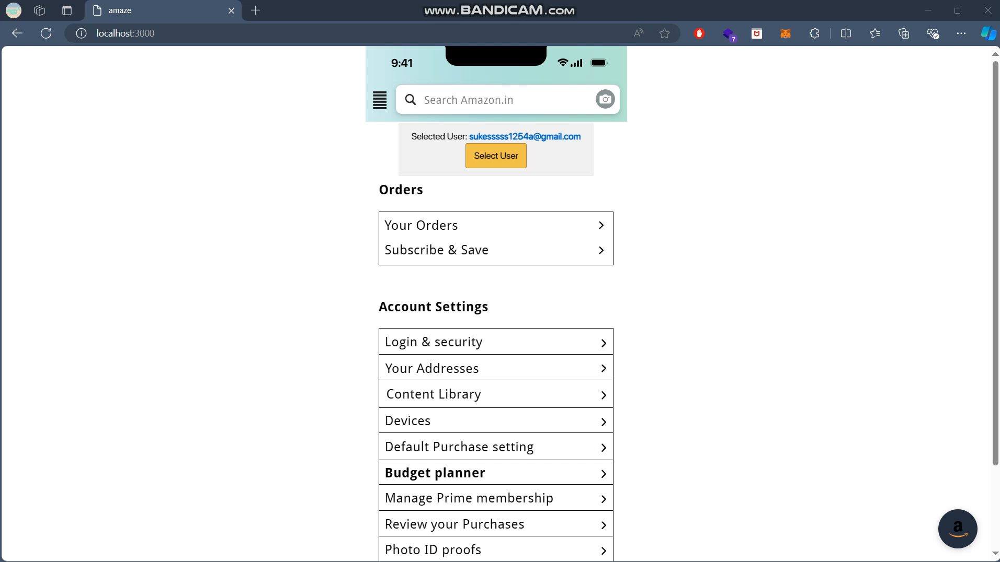 amaze
www.BANDICAM.com
localhost:3000
7
9:41
Search Amazon.in
Selected User: sukesssss1254a@gmail.com
Select User
Orders
Your Orders
Subscribe & Save
Account Settings
Login & security
Your Addresses
Content Library
Devices
Default Purchase setting
Budget planner
Manage Prime membership
Review your Purchases
Photo ID proofs
a